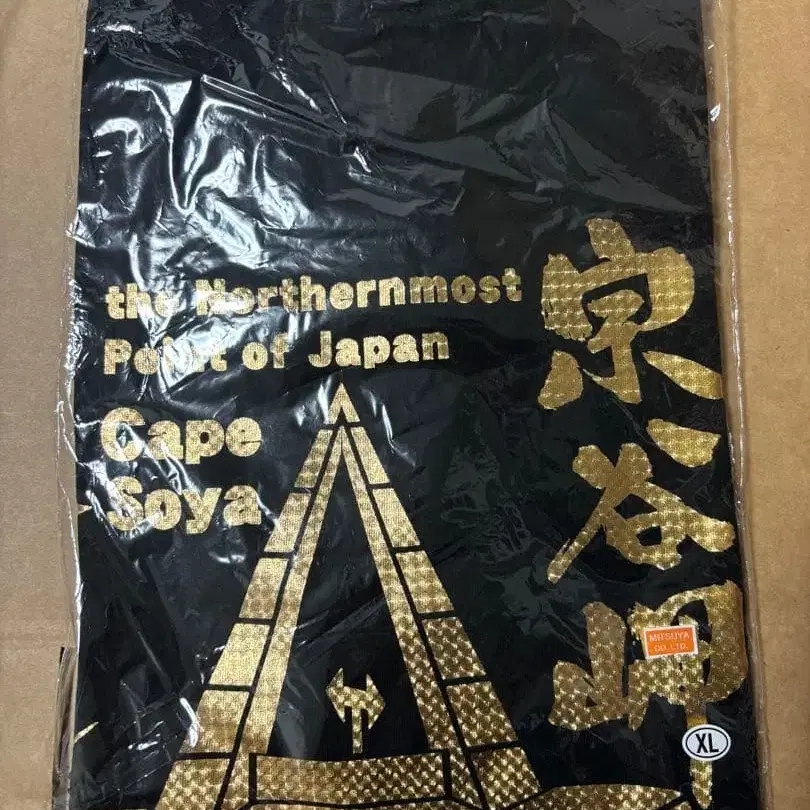 the Northernmost
Point of Japan
Cape
Soya
宗谷岬
MITSUYA
CO.,LTD.
XL